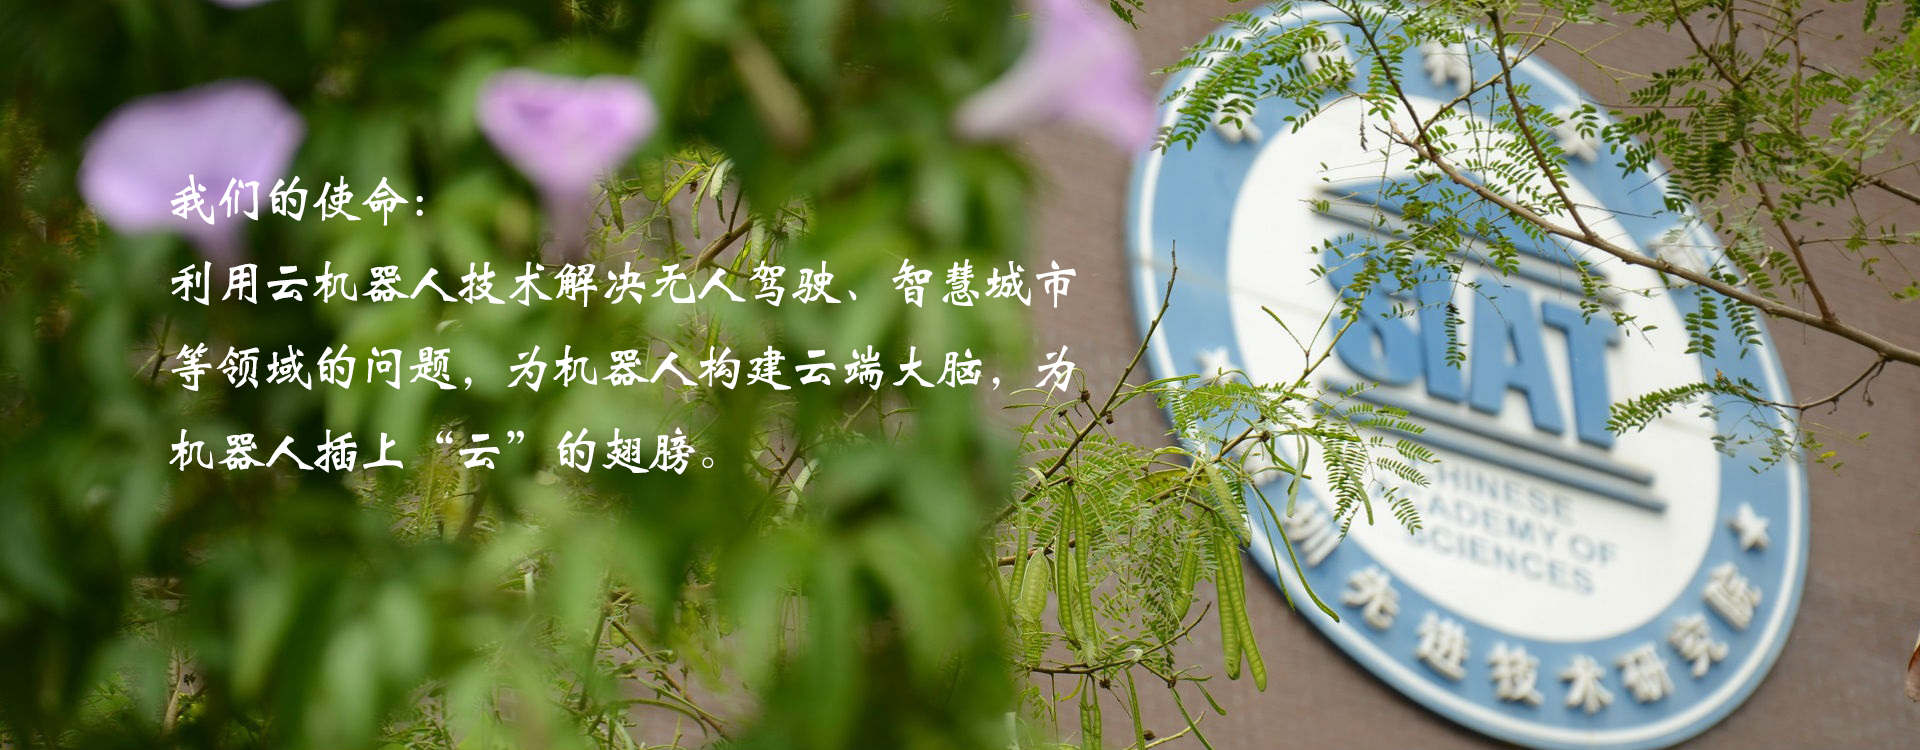 我们的使命：
利用云机器人技术解决无人驾驶、智慧城市
等领域的问题，为机器人构建云端大脑，为
机器人插上“云”的翅膀。
SIAT
CHINESE
ACADEMY OF
SCIENCES
圳先进技术研究院